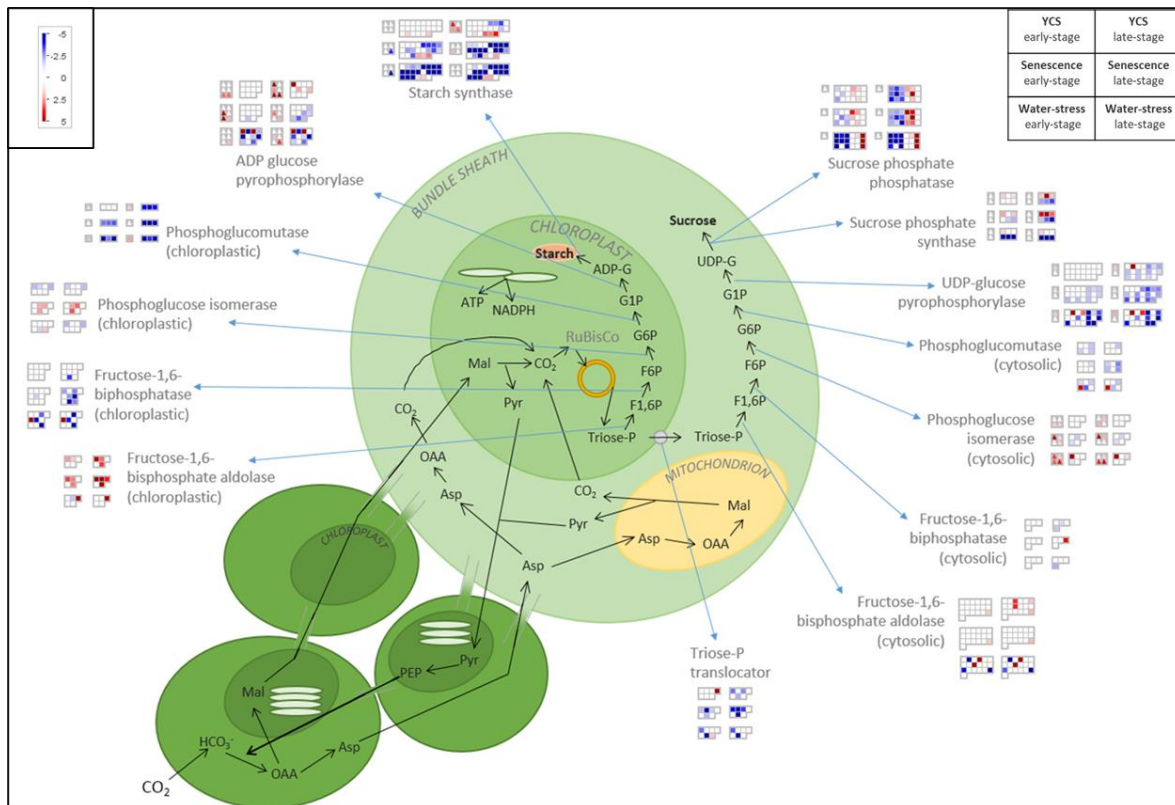 -5
-2.5
0
2.5
5
YCS
early-stage
YCS
late-stage
Senescence
early-stage
Senescence
late-stage
Water-stress
early-stage
Water-stress
late-stage
Starch synthase
ADP glucose
pyrophosphorylase
Phosphoglucomutase
(chloroplastic)
Phosphoglucose isomerase
(chloroplastic)
Fructose-1,6-
biphosphatase
(chloroplastic)
Fructose-1,6-
bisphosphate aldolase
(chloroplastic)
Sucrose phosphate
phosphatase
Sucrose phosphate
synthase
UDP-glucose
pyrophosphorylase
Phosphoglucomutase
(cytosolic)
Phosphoglucose
isomerase
(cytosolic)
Fructose-1,6-
biphosphatase
(cytosolic)
Fructose-1,6-
bisphosphate aldolase
(cytosolic)
Triose-P
translocator
BUNDLE SHEATH
CHLOROPLAST
Starch
ADP-G
G1P
G6P
F6P
F1,6P
Triose-P
ATP
NADPH
RuBisCo
Mal
CO₂
Pyr
Sucrose
UDP-G
G1P
G6P
F6P
F1,6P
Triose-P
CO₂
OAA
Asp
CO₂
Pyr
Asp
MITOCHONDRION
Mal
Asp
OAA
CHLOROPLAST
Pyr
PEP
Mal
HCO₃⁻
OAA
Asp
CO₂